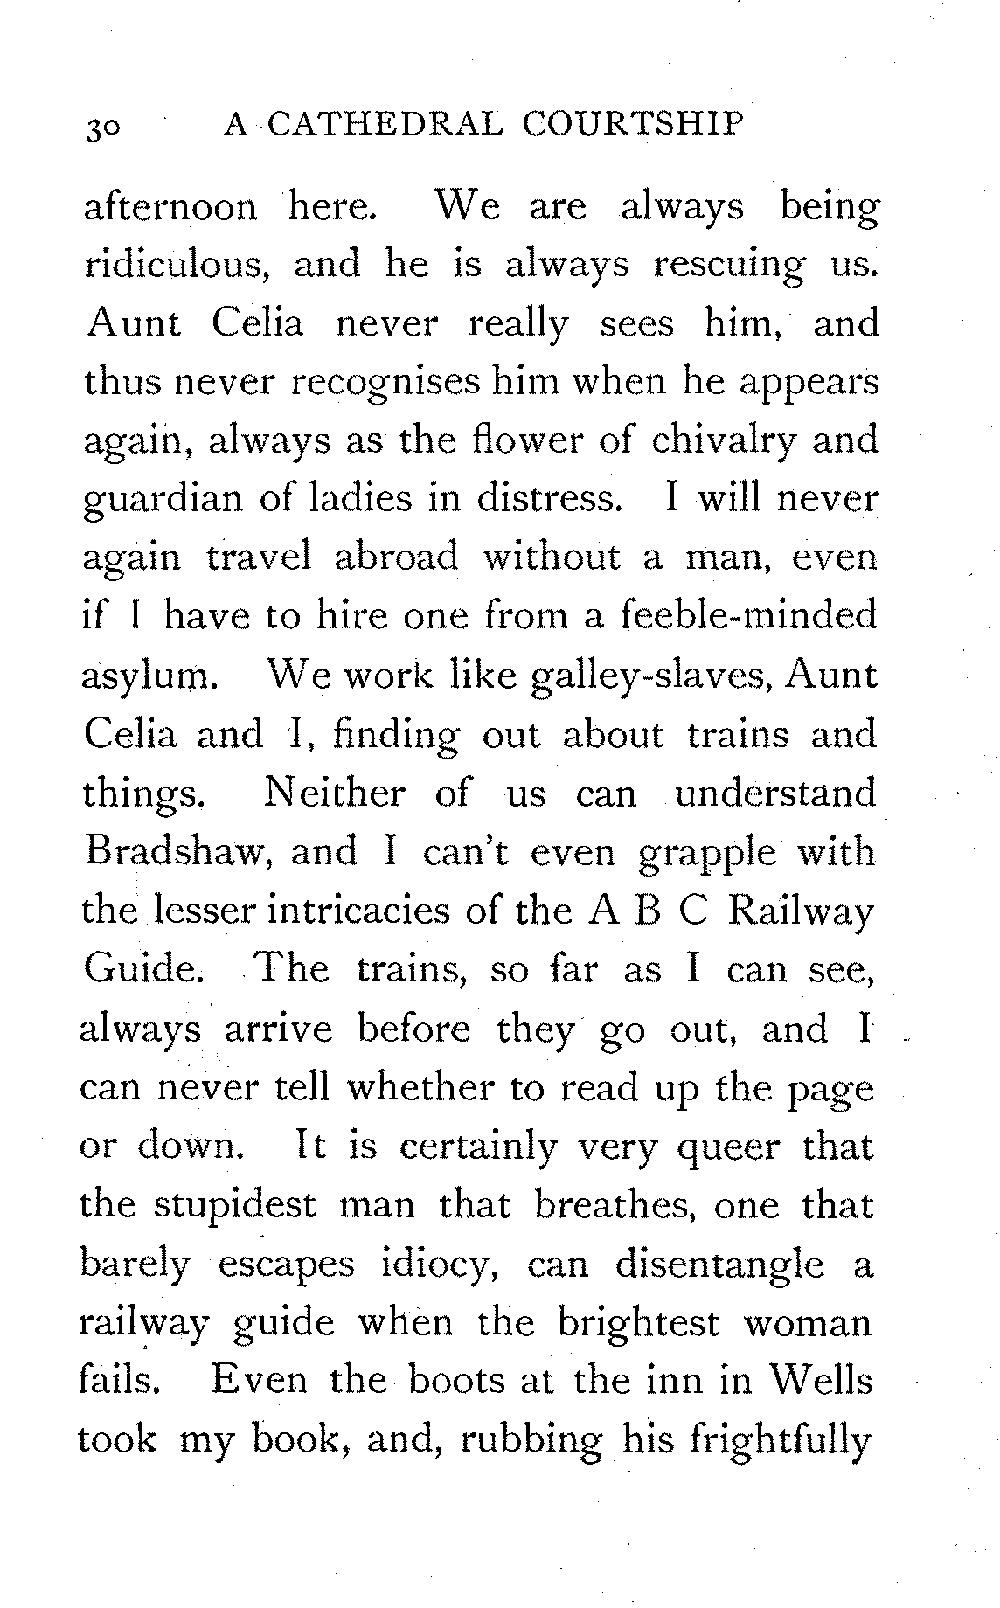 30 A CATHEDRAL COURTSHIP
afternoon here. We are always being
ridiculous, and he is always rescuing us.
Aunt Celia never really sees him, and
thus never recognises him when he appears
again, always as the flower of chivalry and
guardian of ladies in distress. I will never
again travel abroad without a man, even
if I have to hire one from a feeble-minded
asylum. We work like galley-slaves, Aunt
Celia and I, finding out about trains and
things. Neither of us can understand
Bradshaw, and I can't even grapple with
the lesser intricacies of the A B C Railway
Guide. The trains, so far as I can see,
always arrive before they go out, and I
can never tell whether to read up the page
or down. It is certainly very queer that
the stupidest man that breathes, one that
barely escapes idiocy, can disentangle a
railway guide when the brightest woman
fails. Even the boots at the inn in Wells
took my book, and, rubbing his frightfully